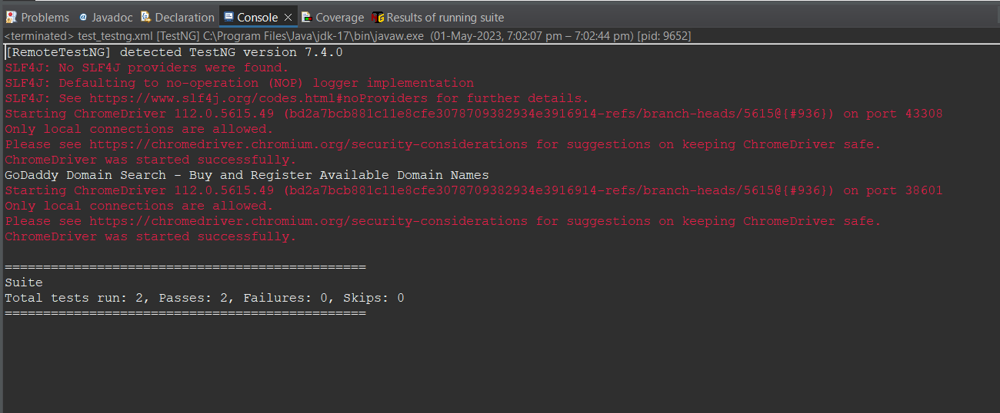 Problems Javadoc Declaration Console Coverage Results of running suite
<terminated> test_testng.xml [TestNG] C:\Program Files\Java\jdk-17\bin\javaw.exe (01-May-2023, 7:02:07 pm – 7:02:44 pm) [pid: 9652]
[RemoteTestNG] detected TestNG version 7.4.0
SLF4J: No SLF4J providers were found.
SLF4J: Defaulting to no-operation (NOP) logger implementation
SLF4J: See https://www.slf4j.org/codes.html#noProviders for further details.
Starting ChromeDriver 112.0.5615.49 (bd2a7bcb881c11e8cfe3078709382934e3916914-refs/branch-heads/5615@{#936}) on port 43308
Only local connections are allowed.
Please see https://chromedriver.chromium.org/security-considerations for suggestions on keeping ChromeDriver safe.
ChromeDriver was started successfully.
GoDaddy Domain Search - Buy and Register Available Domain Names
Starting ChromeDriver 112.0.5615.49 (bd2a7bcb881c11e8cfe3078709382934e3916914-refs/branch-heads/5615@{#936}) on port 38601
Only local connections are allowed.
Please see https://chromedriver.chromium.org/security-considerations for suggestions on keeping ChromeDriver safe.
ChromeDriver was started successfully.
===============================================
Suite
Total tests run: 2, Passes: 2, Failures: 0, Skips: 0
===============================================